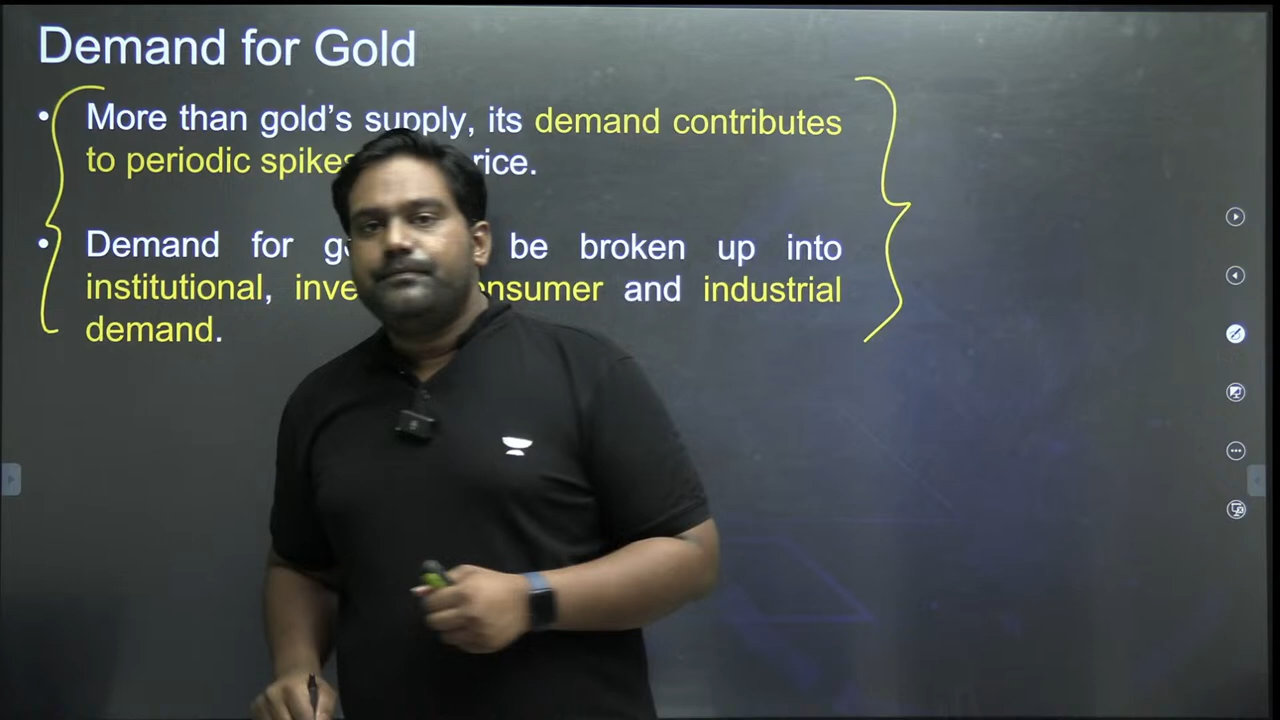 Demand for Gold
• More than gold's supply, its demand contributes
to periodic spikes rice.
• Demand for g be broken up into
institutional, inve nsumer and industrial
demand.